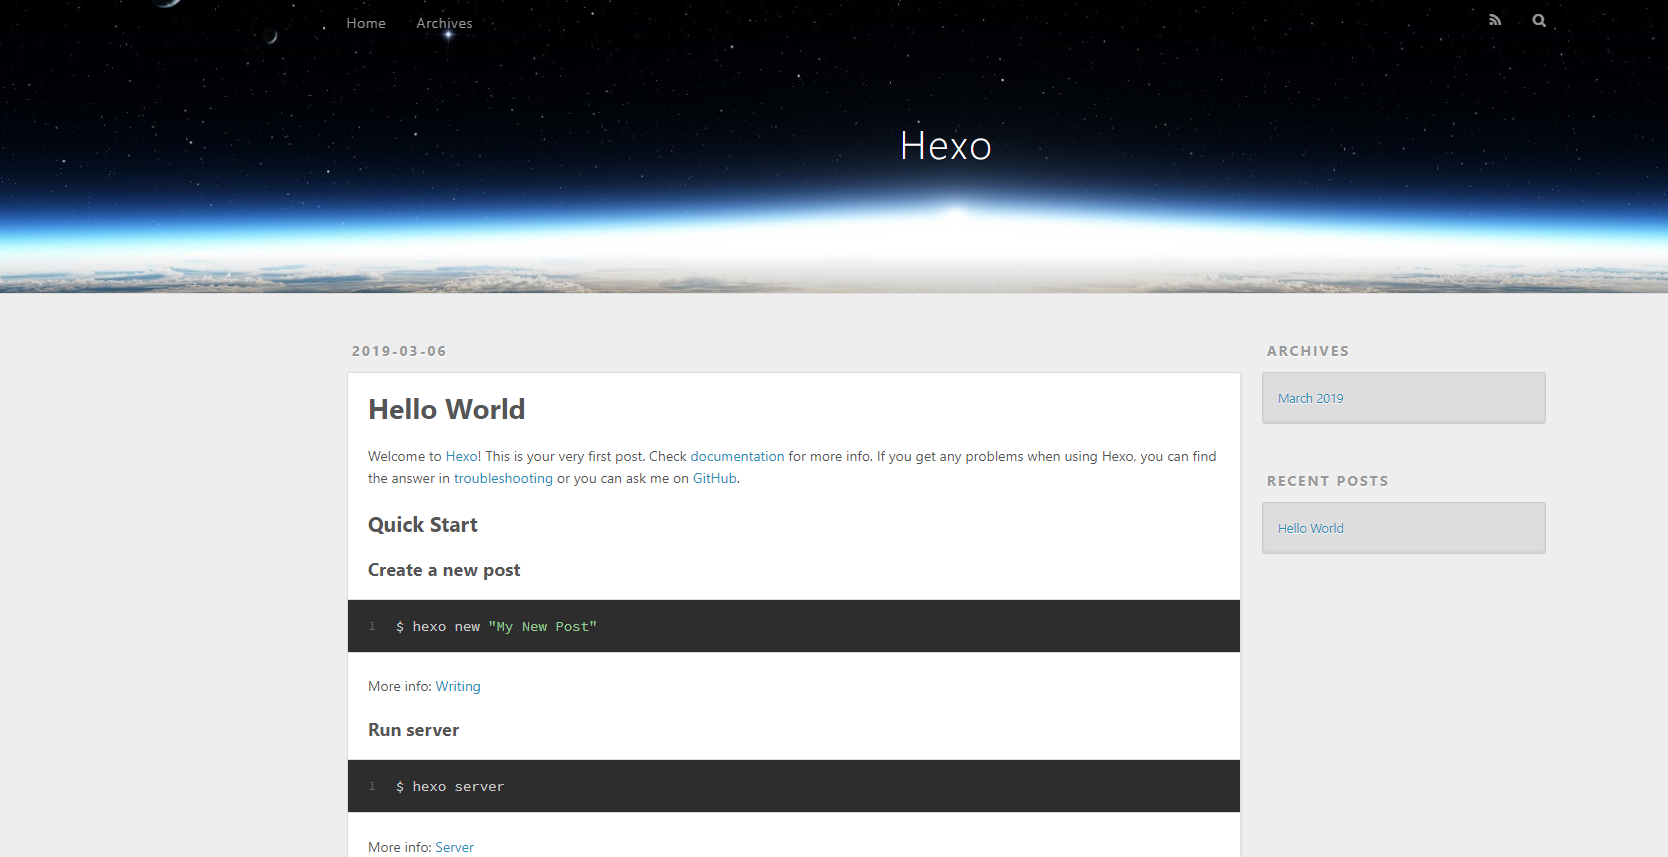 Home Archives
Hexo
2019-03-06
Hello World
Welcome to Hexo! This is your very first post. Check documentation for more info. If you get any problems when using Hexo, you can find
the answer in troubleshooting or you can ask me on GitHub.
Quick Start
Create a new post
1 $ hexo new "My New Post"
More info: Writing
Run server
1 $ hexo server
More info: Server
ARCHIVES
March 2019
RECENT POSTS
Hello World